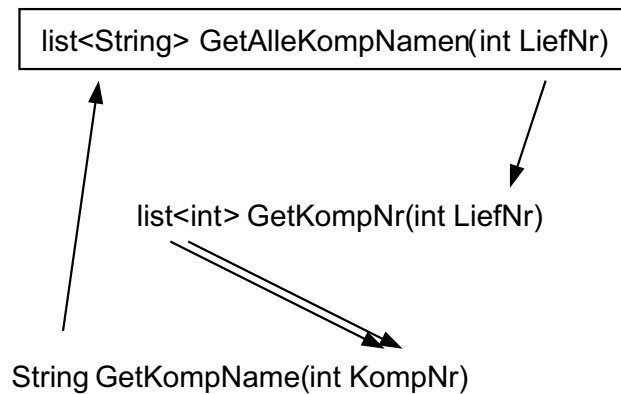 list<String> GetAlleKompNamen(int LiefNr)
list<int> GetKompNr(int LiefNr)
String GetKompName(int KompNr)